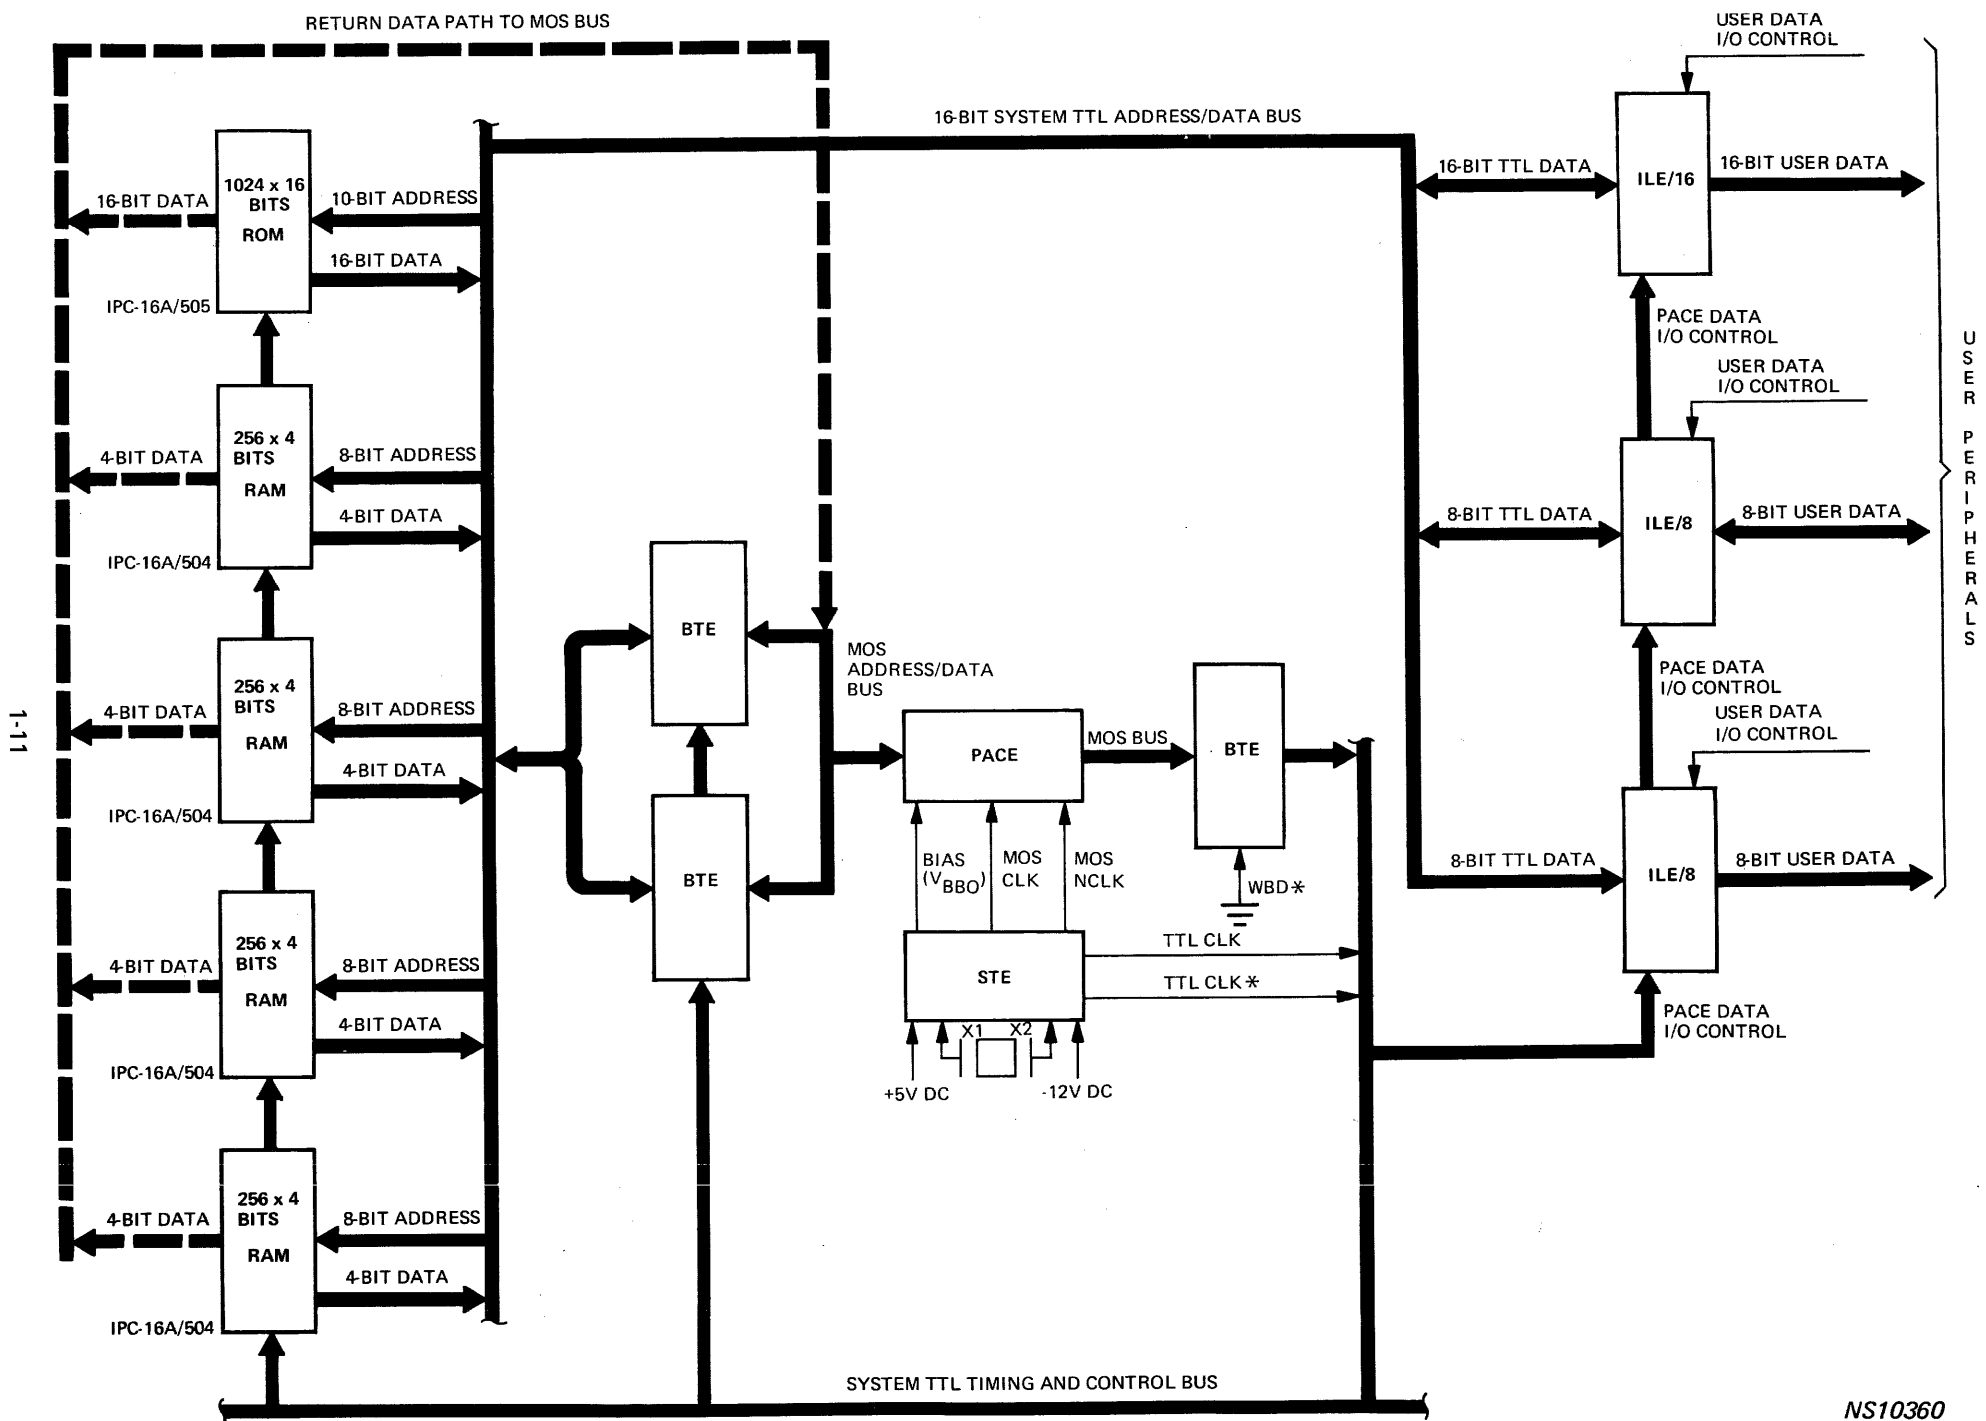 RETURN DATA PATH TO MOS BUS
USER DATA
I/O CONTROL
16-BIT SYSTEM TTL ADDRESS/DATA BUS
1024 x 16
BITS
ROM
16-BIT DATA
10-BIT ADDRESS
16-BIT DATA
IPC-16A/505
16-BIT TTL DATA
ILE/16
16-BIT USER DATA
PACE DATA
I/O CONTROL
USER DATA
I/O CONTROL
256 x 4
BITS
RAM
4-BIT DATA
8-BIT ADDRESS
4-BIT DATA
IPC-16A/504
8-BIT TTL DATA
ILE/8
8-BIT USER DATA
USER PERIPHERALS
BTE
MOS
ADDRESS/DATA
BUS
256 x 4
BITS
RAM
4-BIT DATA
8-BIT ADDRESS
4-BIT DATA
IPC-16A/504
PACE DATA
I/O CONTROL
USER DATA
I/O CONTROL
1-11
PACE
MOS BUS
BTE
BTE
BIAS
(VBBO)
MOS
CLK
MOS
NCLK
WBD*
8-BIT TTL DATA
ILE/8
8-BIT USER DATA
256 x 4
BITS
RAM
4-BIT DATA
8-BIT ADDRESS
4-BIT DATA
IPC-16A/504
STE
TTL CLK
TTL CLK*
X1
X2
+5V DC
-12V DC
PACE DATA
I/O CONTROL
256 x 4
BITS
RAM
4-BIT DATA
8-BIT ADDRESS
4-BIT DATA
IPC-16A/504
SYSTEM TTL TIMING AND CONTROL BUS
NS10360